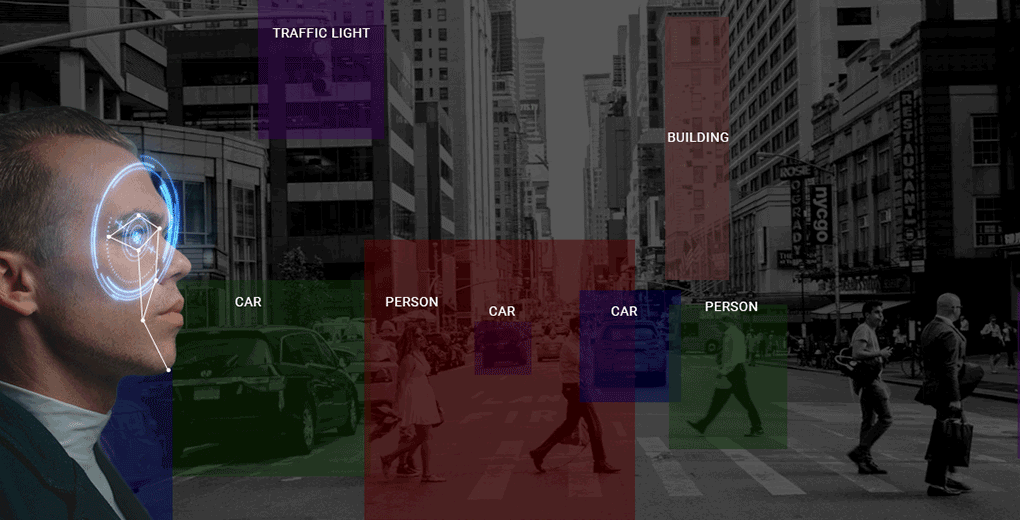 TRAFFIC LIGHT
BUILDING
ROSE
nycgo
RESTAURANT
CAR
PERSON
CAR
CAR
PERSON